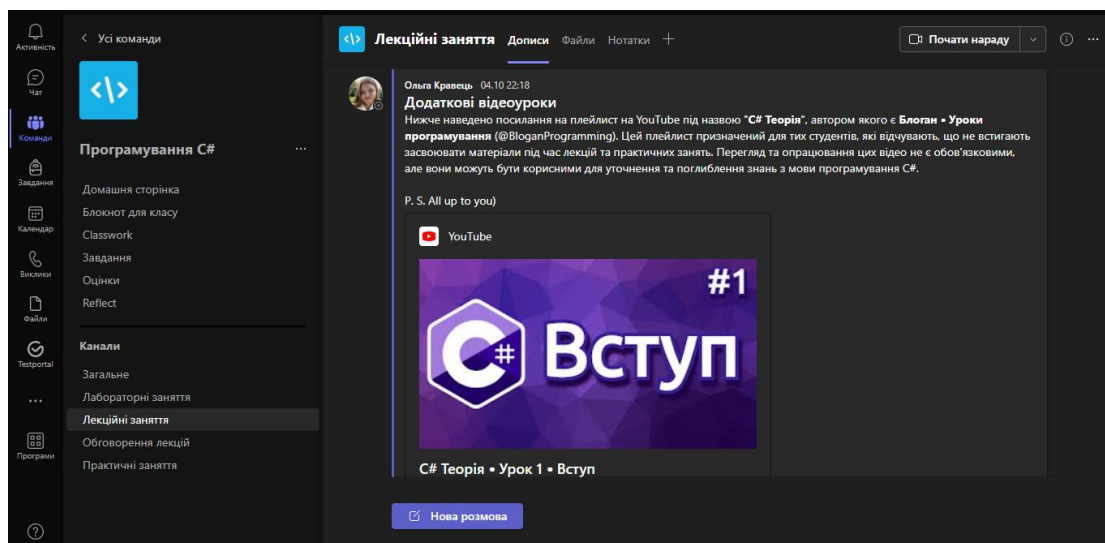 Активність
Чат
Команди
Завдання
Календар
Виклики
Файли
Testportal
Програми
Усі команди
Програмування C#
Домашня сторінка
Блокнот для класу
Classwork
Завдання
Оцінки
Reflect
Канали
Загальне
Лабораторні заняття
Лекційні заняття
Обговорення лекцій
Практичні заняття
Лекційні заняття Дописи Файли Нотатки
Почати нараду
Ольга Кравець 04.10 22:18
Додаткові відеоуроки
Нижче наведено посилання на плейлист на YouTube під назвою "C# Теорія", автором якого є Блоган • Уроки
програмування (@BloganProgramming). Цей плейлист призначений для тих студентів, які відчувають, що не встигають
засвоювати матеріали під час лекцій та практичних занять. Перегляд та опрацювання цих відео не є обов'язковими,
але вони можуть бути корисними для уточнення та поглиблення знань з мови програмування C#.
P. S. All up to you)
YouTube
#1
C# Вступ
C# Теорія • Урок 1 • Вступ
Нова розмова